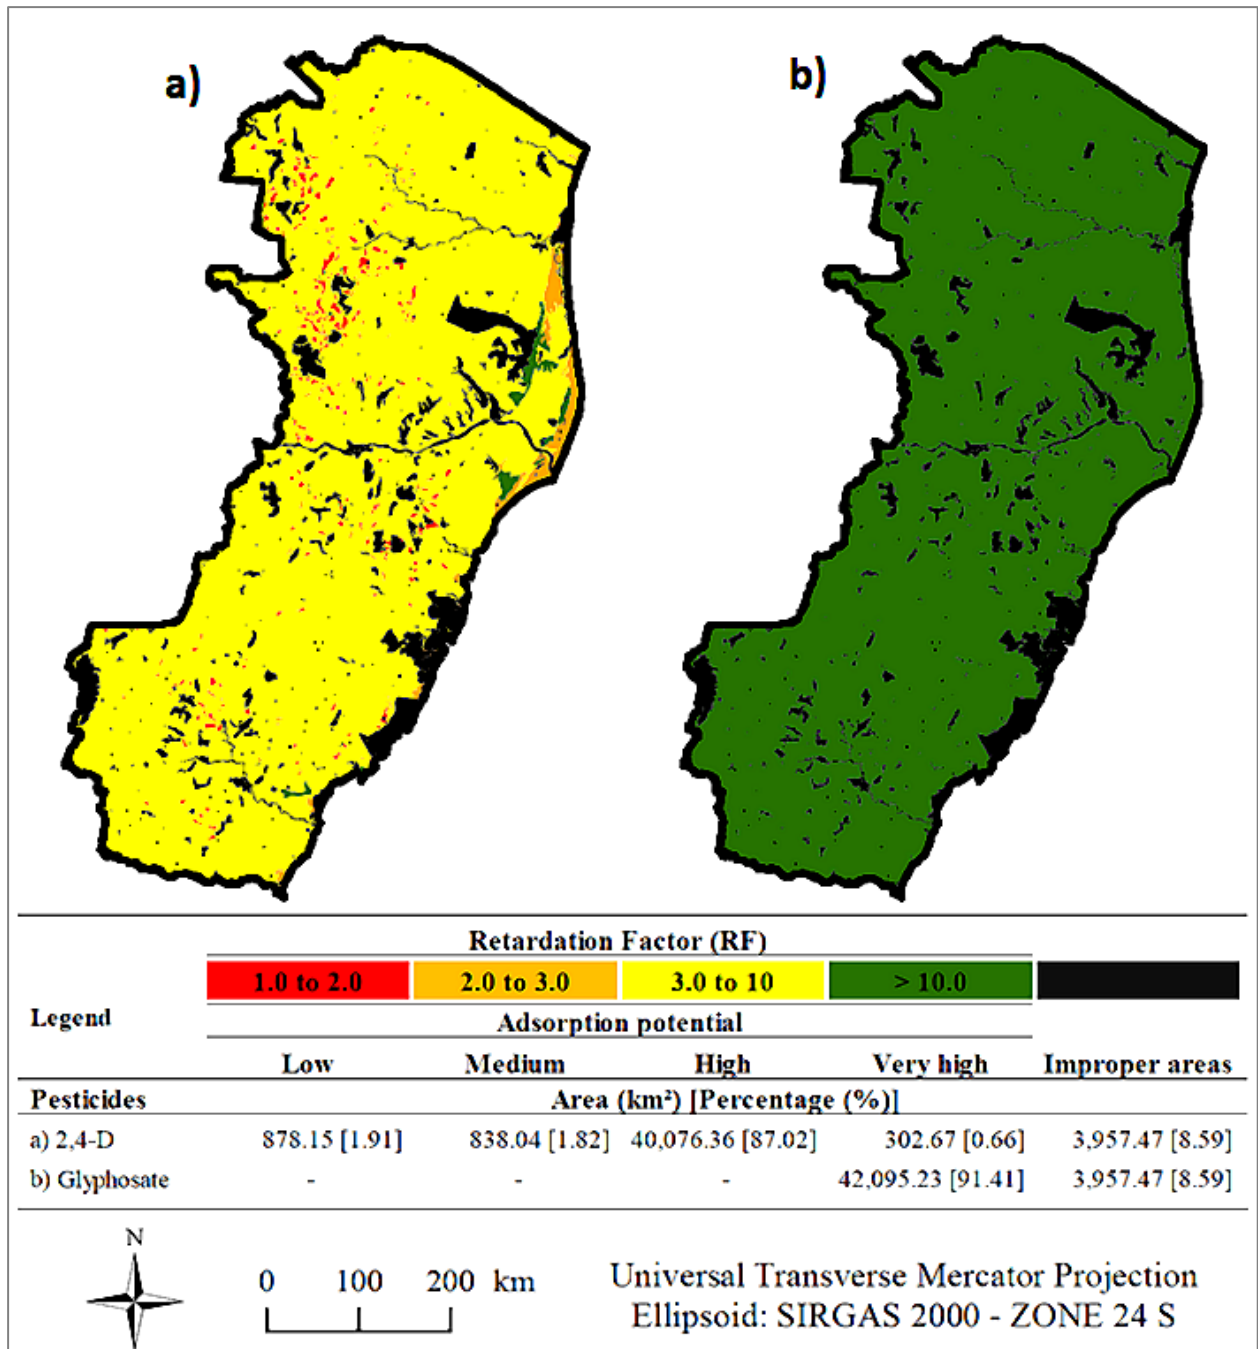 a)
b)
Retardation Factor (RF)
1.0 to 2.0 2.0 to 3.0 3.0 to 10 > 10.0
Legend
Adsorption potential
Low Medium High Very high Improper areas
Pesticides Area (km²) [Percentage (%)]
a) 2,4-D 878.15 [1.91] 838.04 [1.82] 40,076.36 [87.02] 302.67 [0.66] 3,957.47 [8.59]
b) Glyphosate - - - 42,095.23 [91.41] 3,957.47 [8.59]
N
0 100 200 km
Universal Transverse Mercator Projection
Ellipsoid: SIRGAS 2000 - ZONE 24 S